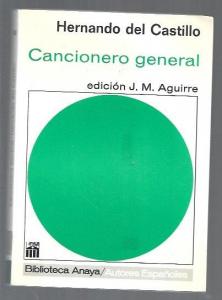 Hernando del Castillo
Cancionero general
edición J. M. Aguirre
Biblioteca Anaya/Autores Españoles